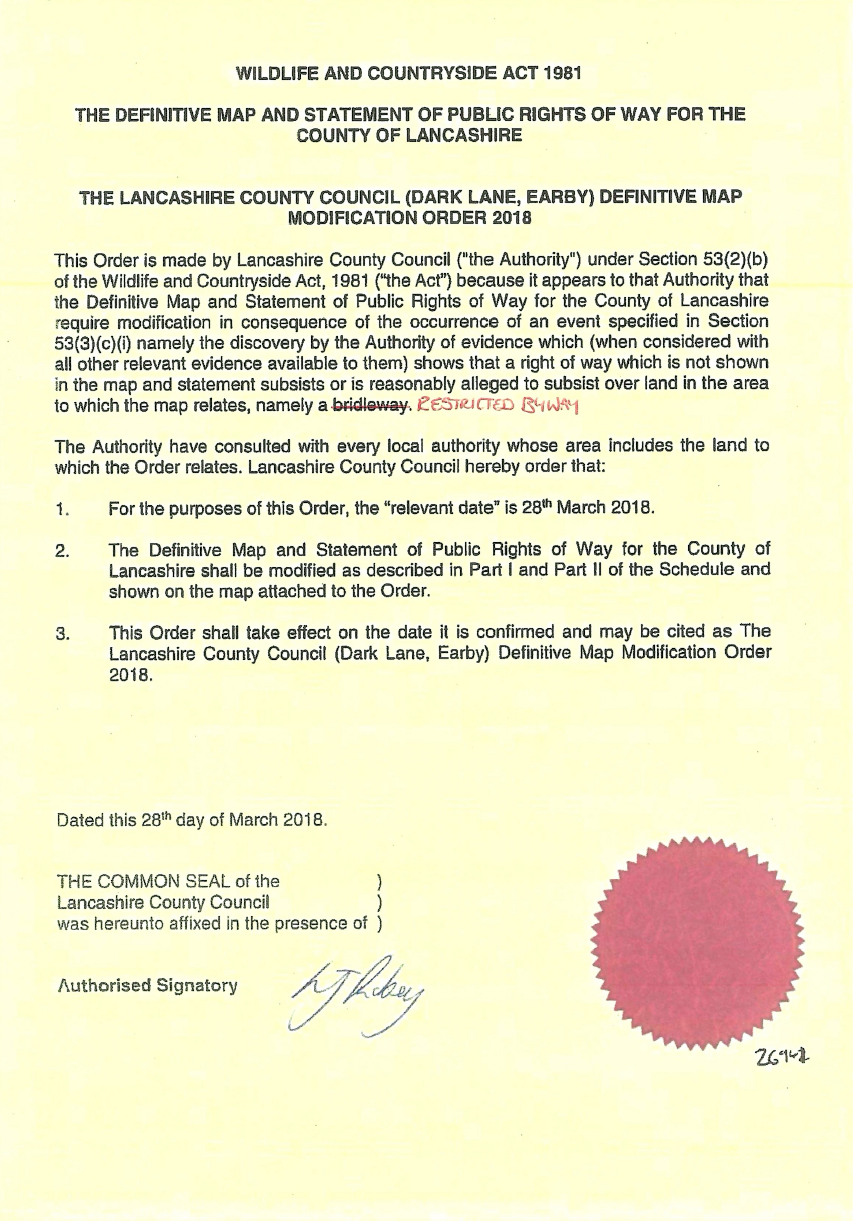 WILDLIFE AND COUNTRYSIDE ACT 1981
THE DEFINITIVE MAP AND STATEMENT OF PUBLIC RIGHTS OF WAY FOR THE
COUNTY OF LANCASHIRE
THE LANCASHIRE COUNTY COUNCIL (DARK LANE, EARBY) DEFINITIVE MAP
MODIFICATION ORDER 2018
This Order is made by Lancashire County Council ("the Authority") under Section 53(2)(b)
of the Wildlife and Countryside Act, 1981 ("the Act") because it appears to that Authority that
the Definitive Map and Statement of Public Rights of Way for the County of Lancashire
require modification in consequence of the occurrence of an event specified in Section
53(3)(c)(i) namely the discovery by the Authority of evidence which (when considered with
all other relevant evidence available to them) shows that a right of way which is not shown
in the map and statement subsists or is reasonably alleged to subsist over land in the area
to which the map relates, namely a bridleway. RESTRICTED BYWAY
The Authority have consulted with every local authority whose area includes the land to
which the Order relates. Lancashire County Council hereby order that:
1. For the purposes of this Order, the "relevant date" is 28th March 2018.
2. The Definitive Map and Statement of Public Rights of Way for the County of
Lancashire shall be modified as described in Part I and Part II of the Schedule and
shown on the map attached to the Order.
3. This Order shall take effect on the date it is confirmed and may be cited as The
Lancashire County Council (Dark Lane, Earby) Definitive Map Modification Order
2018.
Dated this 28th day of March 2018.
THE COMMON SEAL of the )
Lancashire County Council )
was hereunto affixed in the presence of )
Authorised Signatory